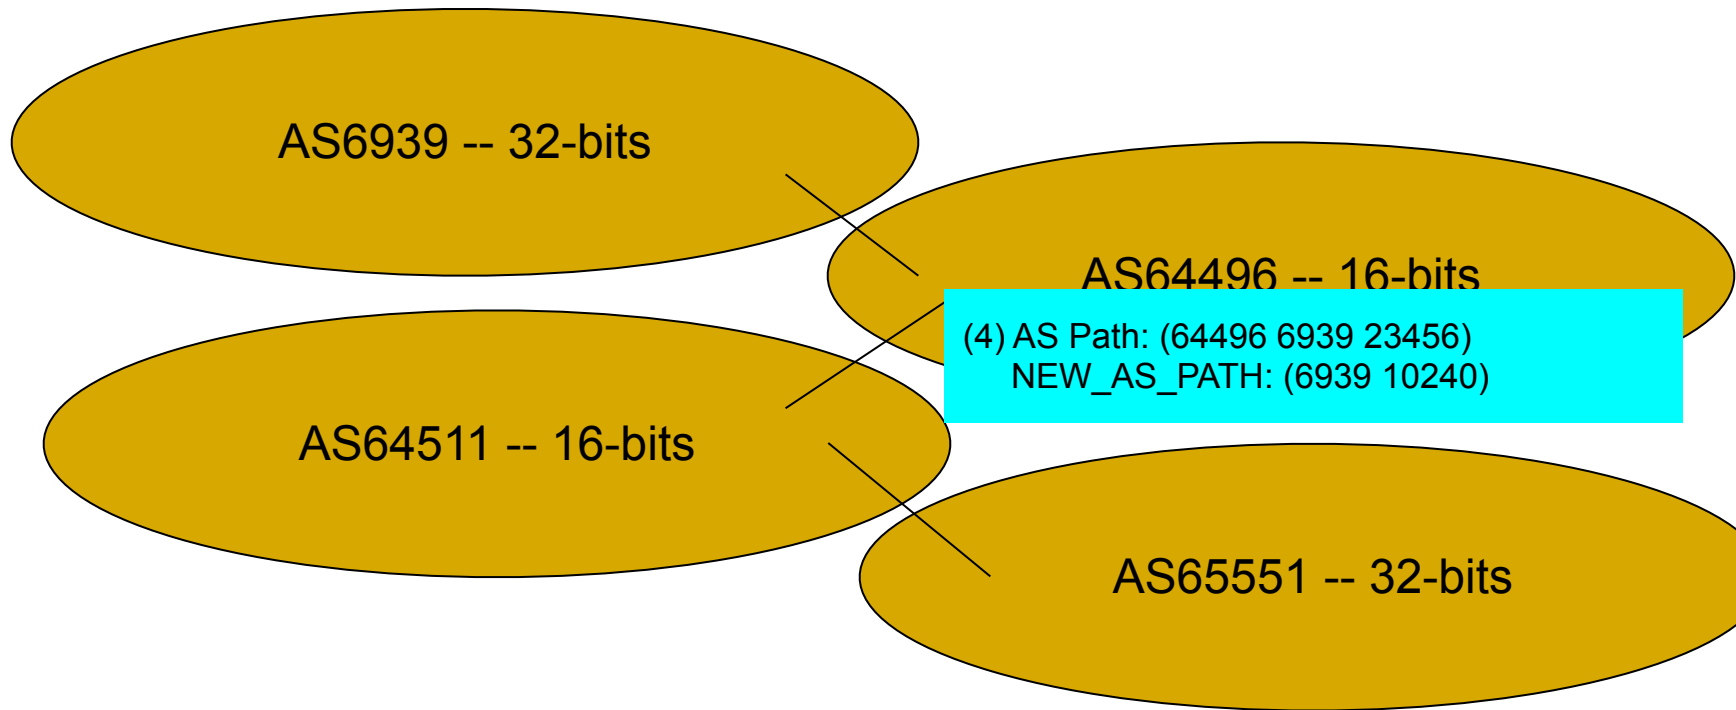 AS6939 -- 32-bits
AS64496 -- 16-bits
(4) AS Path: (64496 6939 23456)
NEW_AS_PATH: (6939 10240)
AS64511 -- 16-bits
AS65551 -- 32-bits